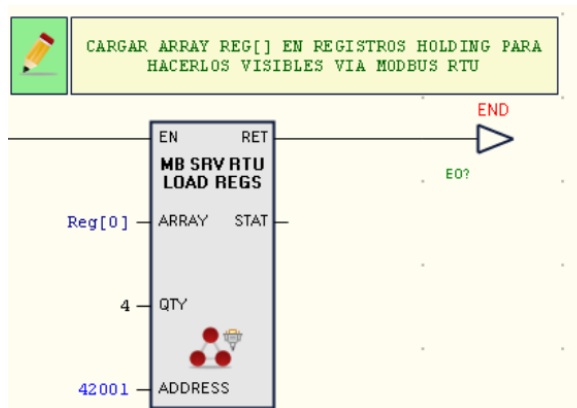 CARGAR ARRAY REG[] EN REGISTROS HOLDING PARA
HACERLOS VISIBLES VIA MODBUS RTU
END
EN RET
MB SRV RTU
LOAD REGS
EO?
Reg[0] ARRAY STAT
4 QTY
42001 ADDRESS